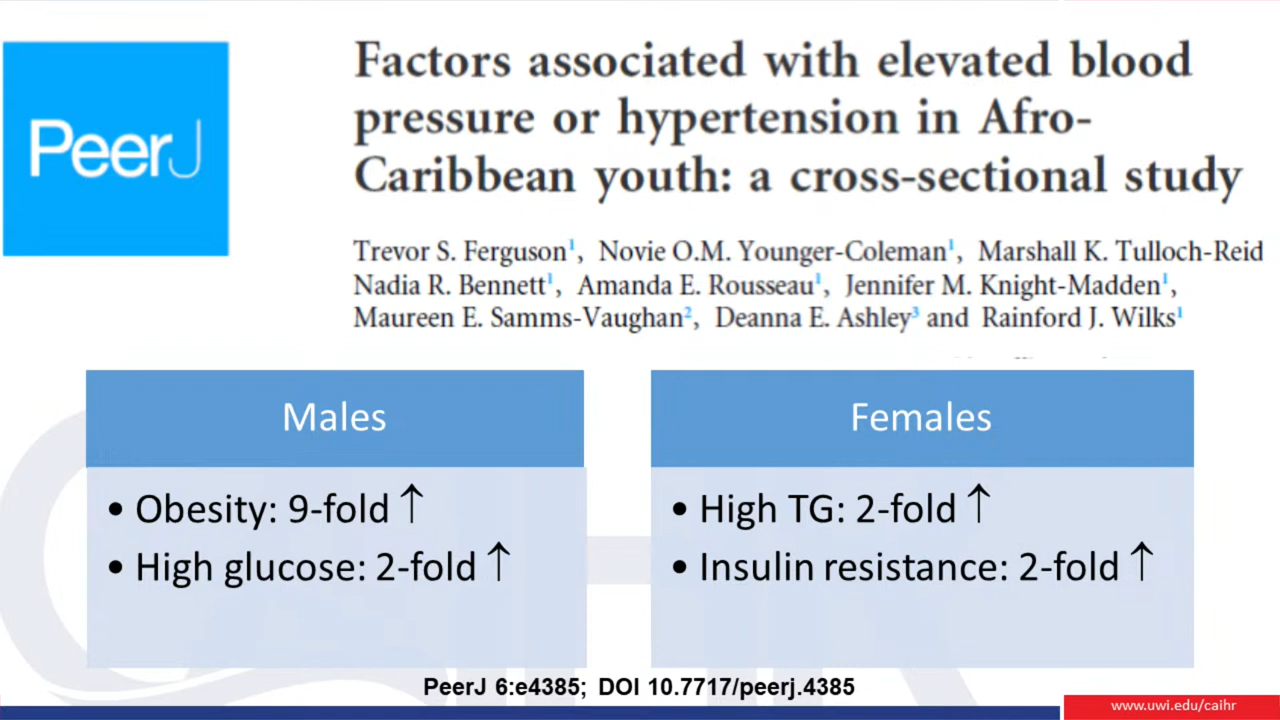 PeerJ
Factors associated with elevated blood
pressure or hypertension in Afro-
Caribbean youth: a cross-sectional study
Trevor S. Ferguson¹, Novie O.M. Younger-Coleman¹, Marshall K. Tulloch-Reid
Nadia R. Bennett¹, Amanda E. Rousseau¹, Jennifer M. Knight-Madden¹,
Maureen E. Samms-Vaughan², Deanna E. Ashley³ and Rainford J. Wilks¹
Males
• Obesity: 9-fold ↑
• High glucose: 2-fold ↑
Females
• High TG: 2-fold ↑
• Insulin resistance: 2-fold ↑
PeerJ 6:e4385; DOI 10.7717/peerj.4385
www.uwi.edu/caihr